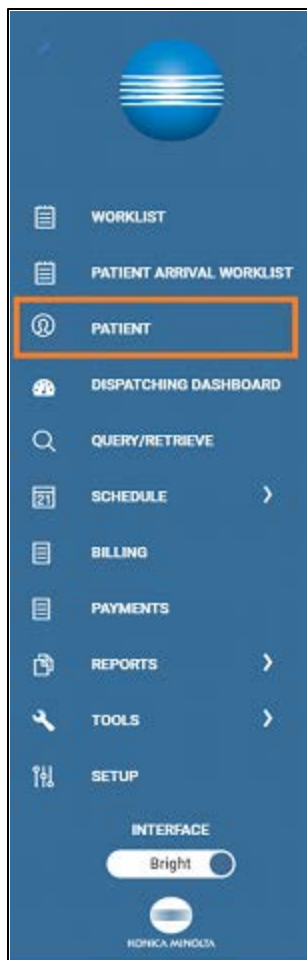 WORKLIST
PATIENT ARRIVAL WORKLIST
PATIENT
DISPATCHING DASHBOARD
QUERY/RETRIEVE
21 SCHEDULE
BILLING
PAYMENTS
REPORTS
TOOLS
SETUP
INTERFACE
Bright
KONICA MINOLTA